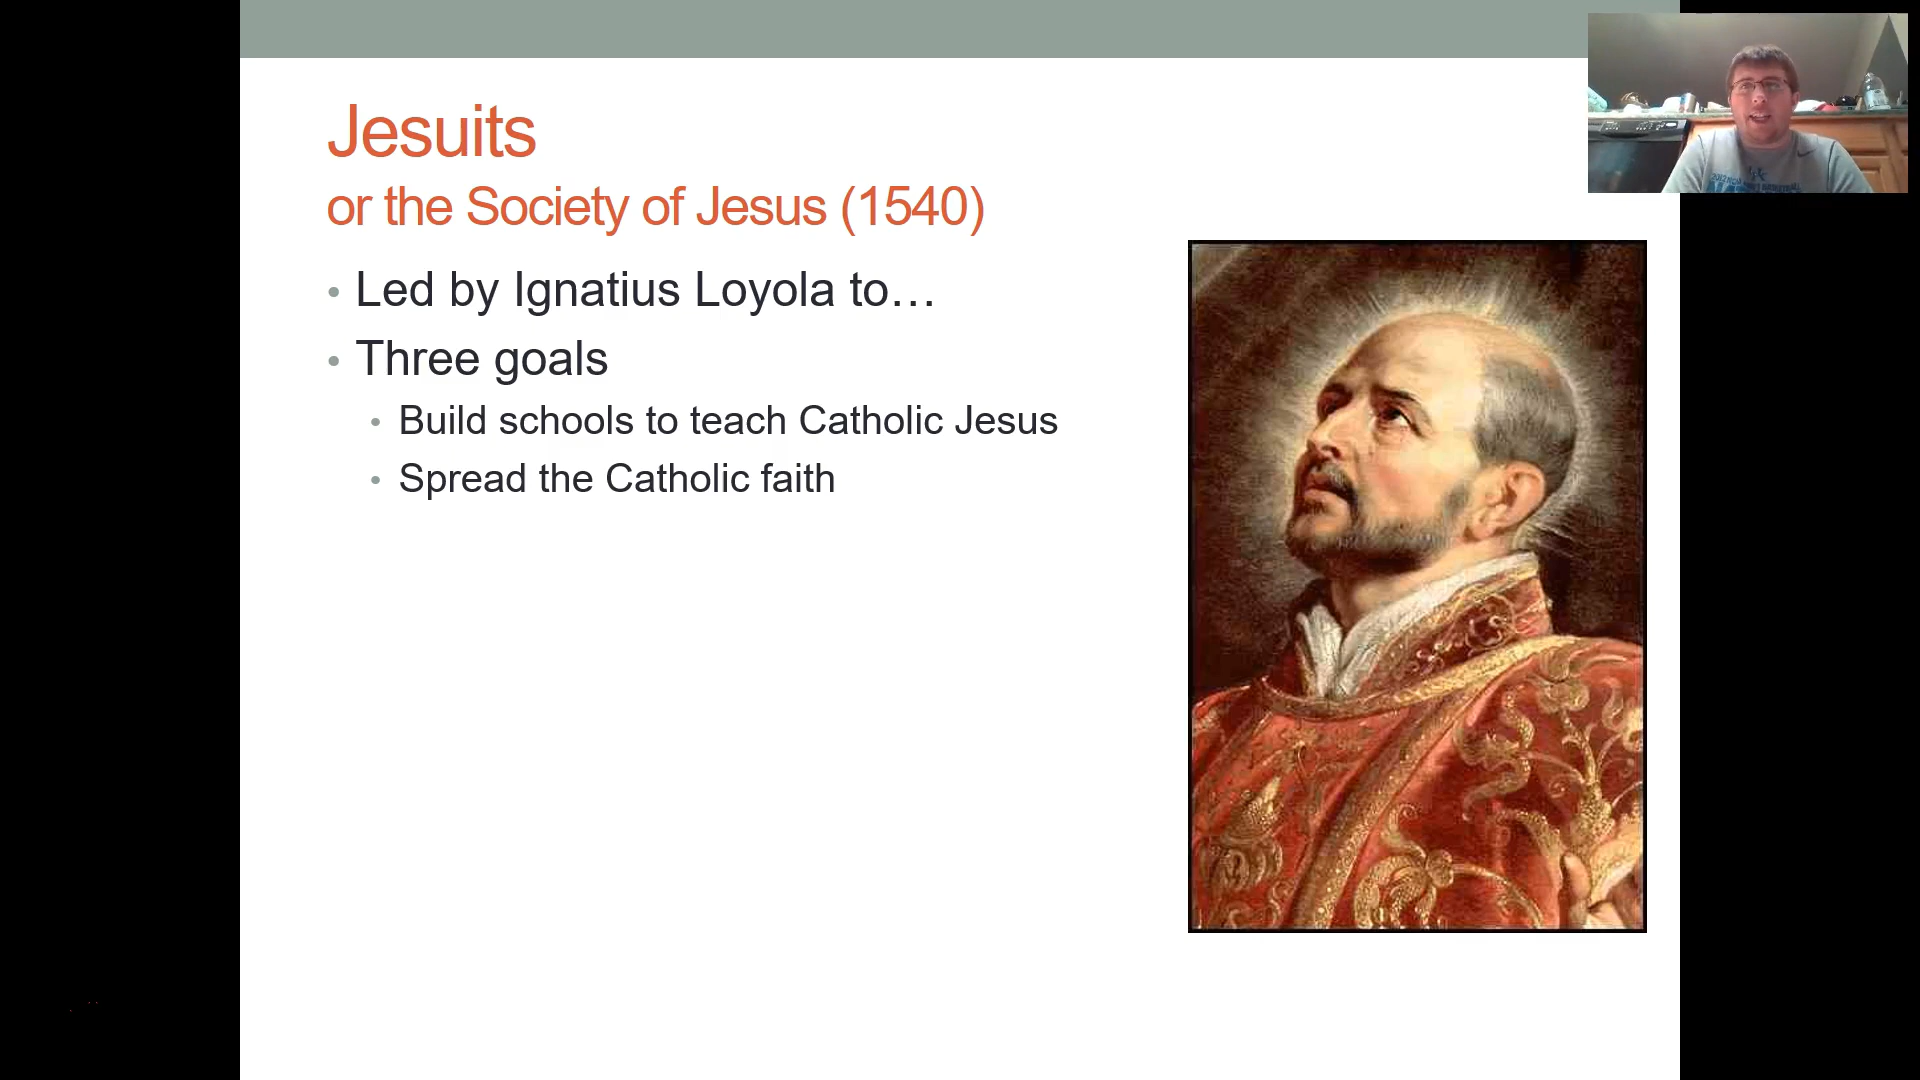 Jesuits
or the Society of Jesus (1540)
• Led by Ignatius Loyola to…
• Three goals
• Build schools to teach Catholic Jesus
• Spread the Catholic faith